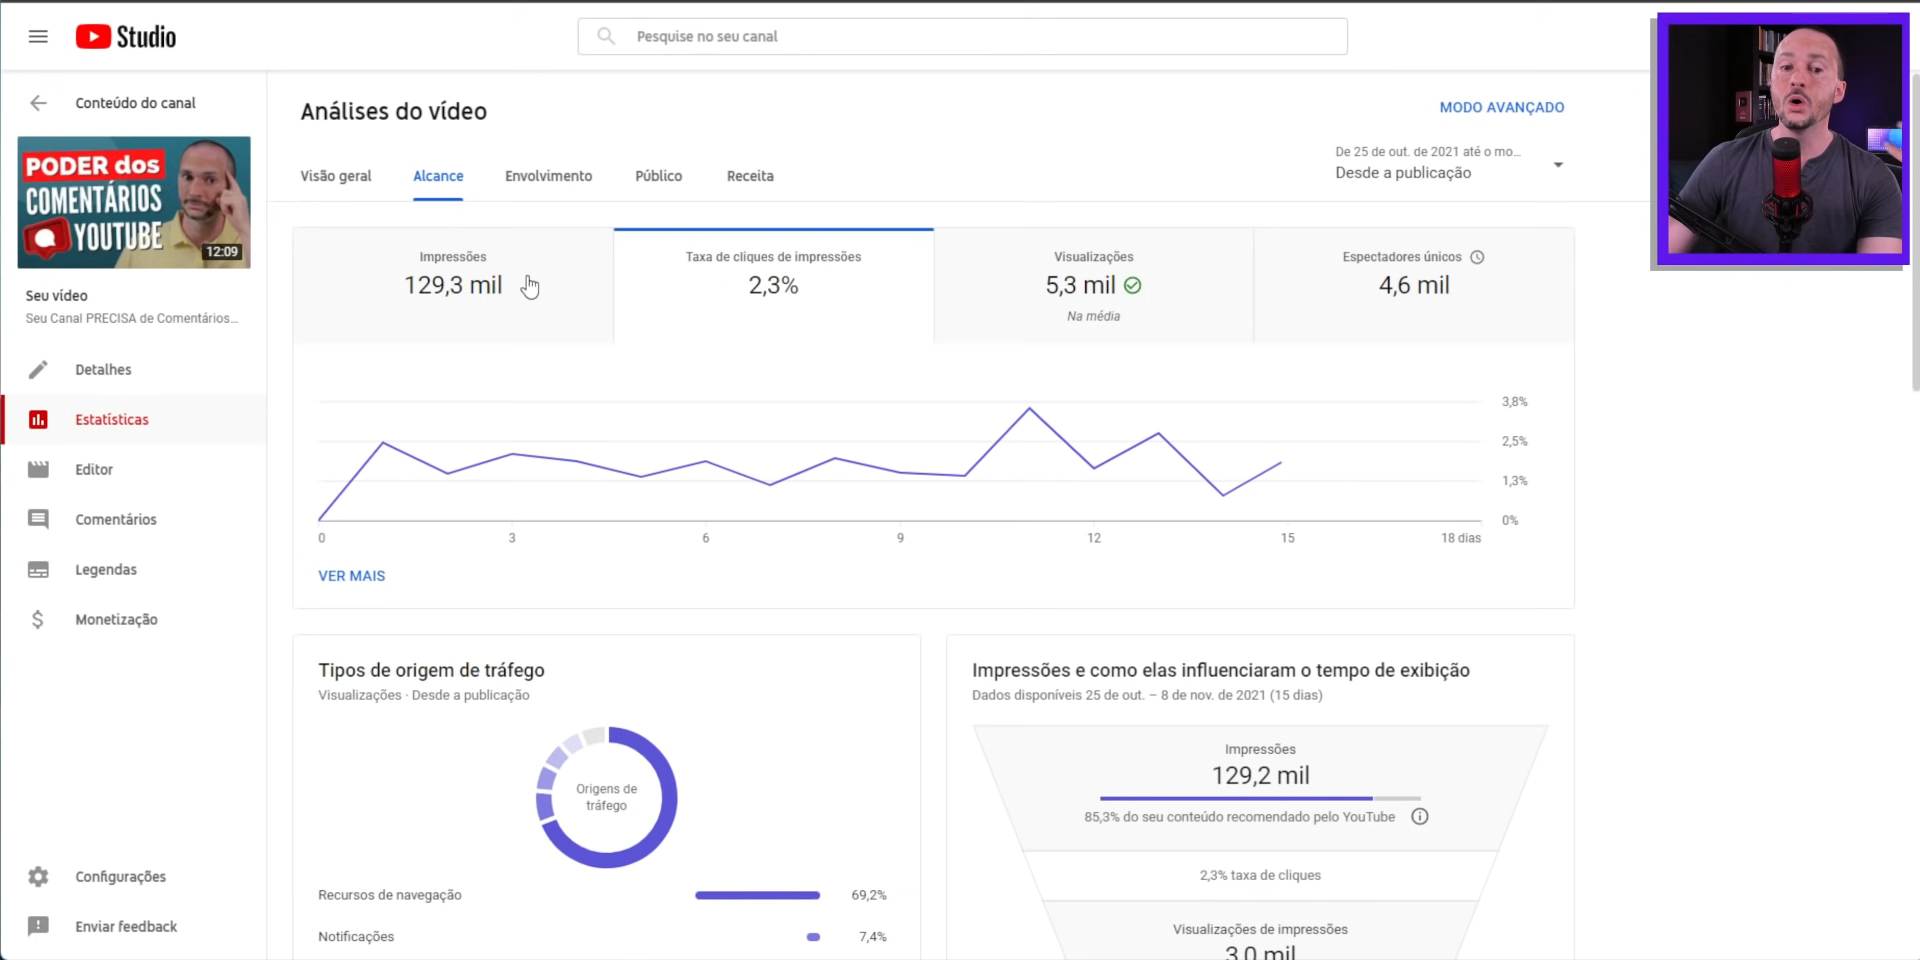 Studio
Pesquise no seu canal
Conteúdo do canal
PODER dos
COMENTÁRIOS
YOUTUBE
12:09
Seu vídeo
Seu Canal PRECISA de Comentários...
Detalhes
Estatísticas
Editor
Comentários
Legendas
Monetização
Configurações
Enviar feedback
Análises do vídeo
MODO AVANÇADO
De 25 de out. de 2021 até o mo...
Desde a publicação
Visão geral
Alcance
Envolvimento
Público
Receita
Impressões
129,3 mil
Taxa de cliques de impressões
2,3%
Visualizações
5,3 mil
Na média
Espectadores únicos
4,6 mil
3,8%
2,5%
1,3%
0%
0
3
6
9
12
15
18 dias
VER MAIS
Tipos de origem de tráfego
Visualizações · Desde a publicação
Origens de
tráfego
Recursos de navegação
69,2%
Notificações
7,4%
Impressões e como elas influenciaram o tempo de exibição
Dados disponíveis 25 de out. – 8 de nov. de 2021 (15 dias)
Impressões
129,2 mil
85,3% do seu conteúdo recomendado pelo YouTube
2,3% taxa de cliques
Visualizações de impressões
3,0 mil